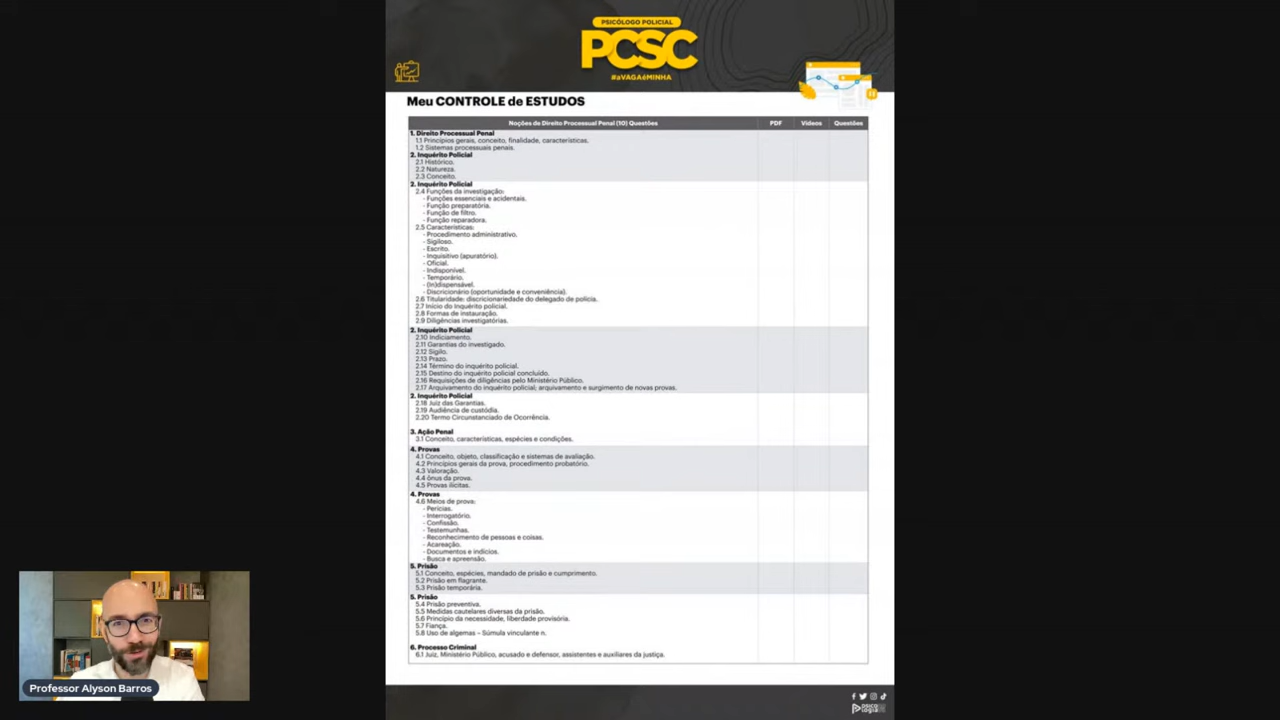 PSICÓLOGO POLICIAL
PCSC
#aVAGAéMINHA
Meu CONTROLE de ESTUDOS
Noções de Direito Processual Penal (10) Questões PDF Vídeos Questões
1. Direito Processual Penal
1.1 Princípios gerais, conceito, finalidade, características.
1.2 Sistemas processuais penais.
2. Inquérito Policial
2.1 Histórico.
2.2 Natureza.
2.3 Conceito.
2. Inquérito Policial
2.4 Funções da investigação:
- Funções essenciais e acidentais.
- Função preparatória.
- Função de filtro.
- Função reparadora.
2.5 Características:
- Procedimento administrativo.
- Sigiloso.
- Escrito.
- Inquisitivo (apuratório).
- Oficial.
- Indisponível.
- Temporário.
- (In)dispensável.
- Discricionário (oportunidade e conveniência).
2.6 Titularidade: discricionariedade do delegado de polícia.
2.7 Início do Inquérito policial.
2.8 Formas de instauração.
2.9 Diligências investigatórias.
2. Inquérito Policial
2.10 Indiciamento.
2.11 Garantias do investigado.
2.12 Sigilo.
2.13 Prazo.
2.14 Término do inquérito policial.
2.15 Destino do inquérito policial concluído.
2.16 Requisições de diligências pelo Ministério Público.
2.17 Arquivamento do inquérito policial; arquivamento e surgimento de novas provas.
2. Inquérito Policial
2.18 Juiz das Garantias.
2.19 Audiência de custódia.
2.20 Termo Circunstanciado de Ocorrência.
3. Ação Penal
3.1 Conceito, características, espécies e condições.
4. Provas
4.1 Conceito, objeto, classificação e sistemas de avaliação.
4.2 Princípios gerais da prova, procedimento probatório.
4.3 Valoração.
4.4 ônus da prova.
4.5 Provas ilícitas.
4. Provas
4.6 Meios de prova:
- Perícias.
- Interrogatório.
- Confissão.
- Testemunhas.
- Reconhecimento de pessoas e coisas.
- Acareação.
- Documentos e indícios.
- Busca e apreensão.
5. Prisão
5.1 Conceito, espécies, mandado de prisão e cumprimento.
5.2 Prisão em flagrante.
5.3 Prisão temporária.
5. Prisão
5.4 Prisão preventiva.
5.5 Medidas cautelares diversas da prisão.
5.6 Princípio da necessidade, liberdade provisória.
5.7 Fiança.
5.8 Uso de algemas – Súmula vinculante n.
6. Processo Criminal
6.1 Juiz, Ministério Público, acusado e defensor, assistentes e auxiliares da justiça.
Professor Alyson Barros